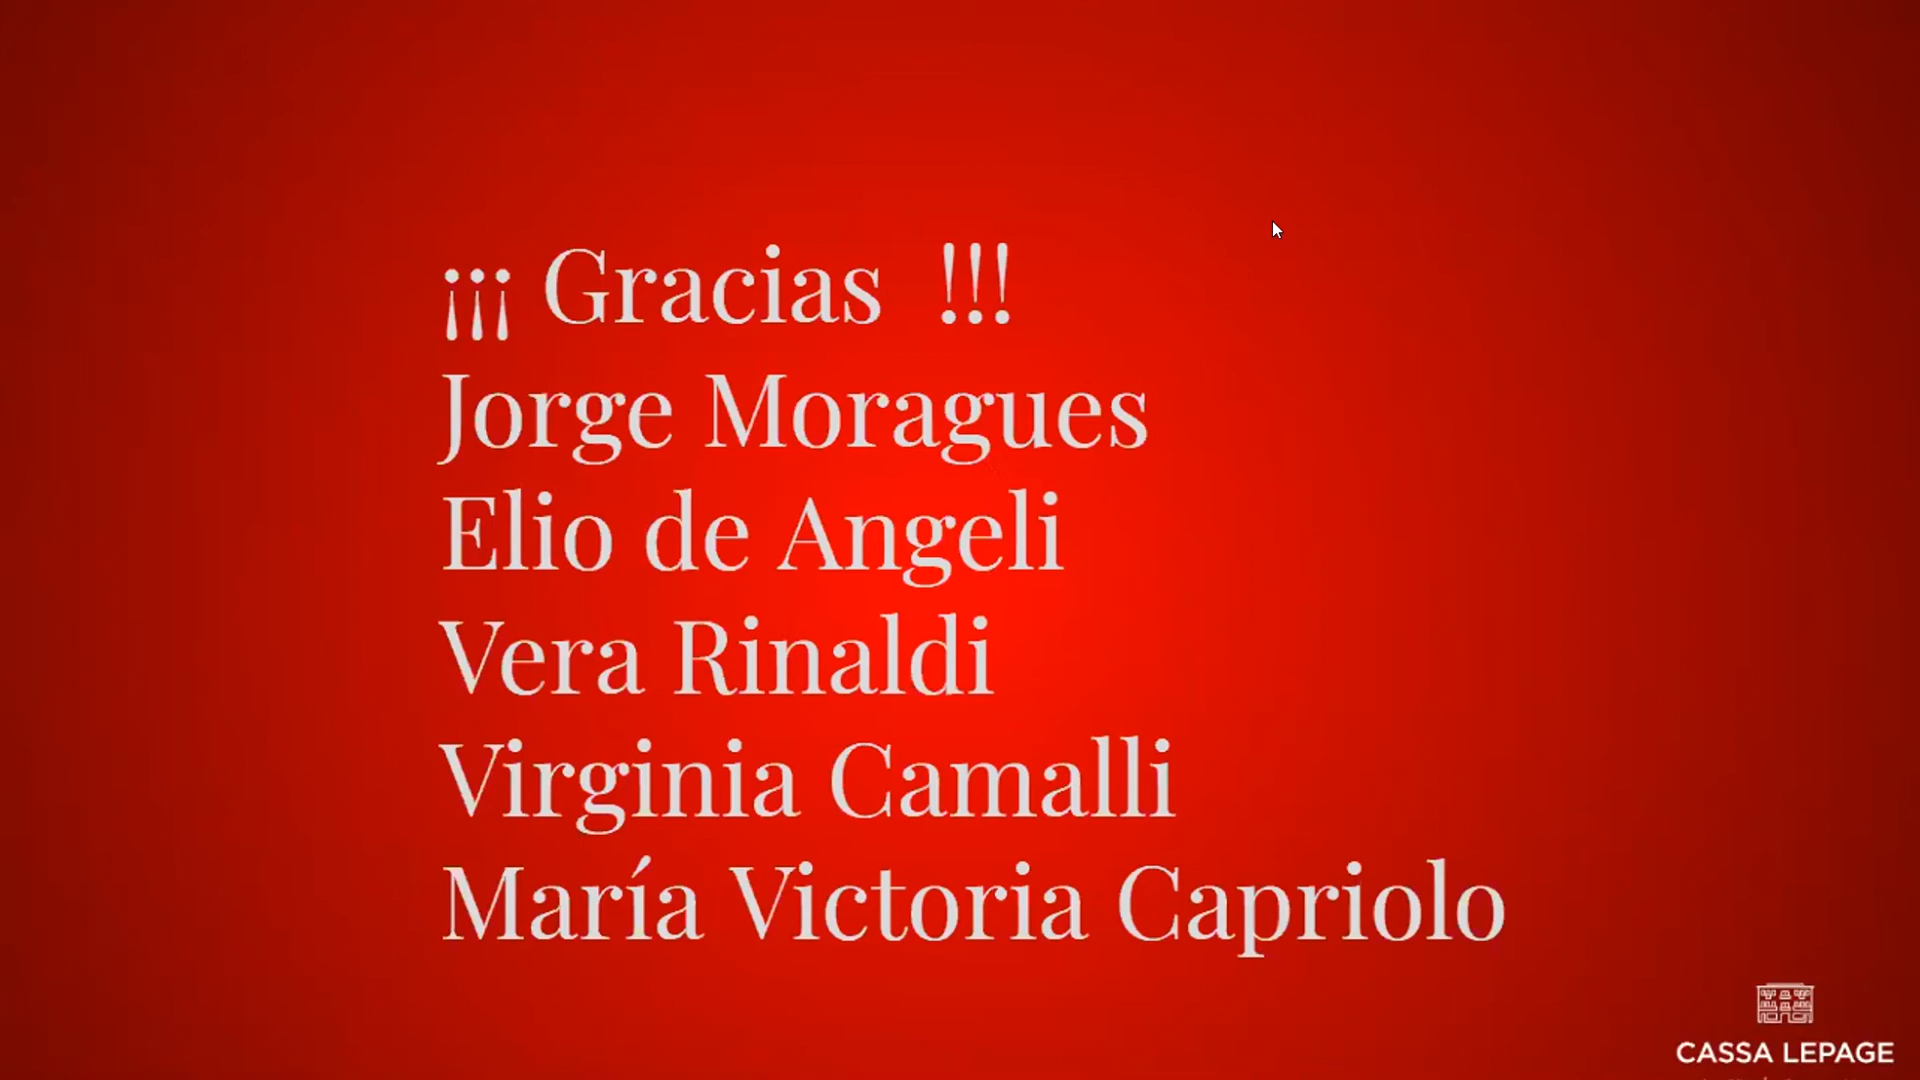 ¡¡¡ Gracias !!!
Jorge Moragues
Elio de Angeli
Vera Rinaldi
Virginia Camalli
María Victoria Capriolo
CASSA LEPAGE